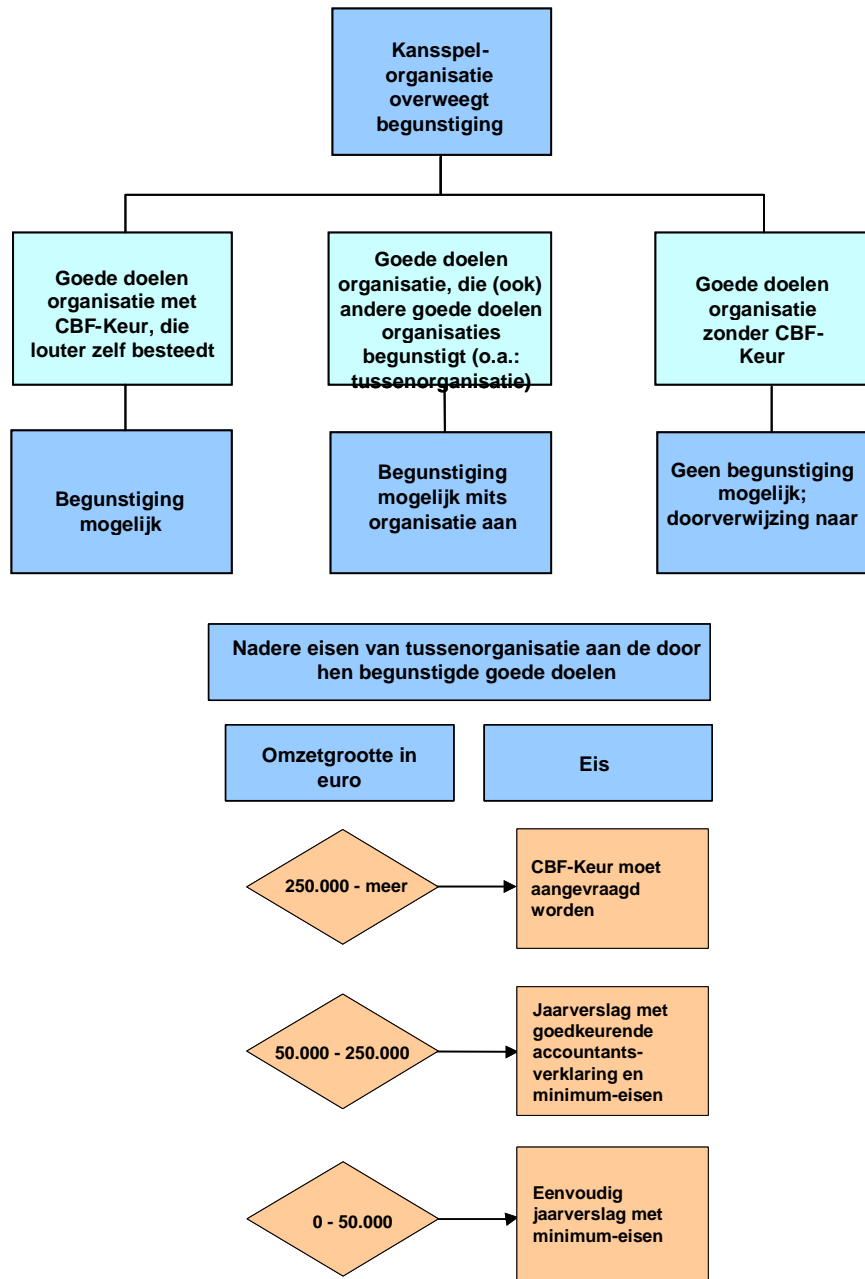 Kansspel-
organisatie
overweegt
begunstiging
Goede doelen
organisatie met
CBF-Keur, die
louter zelf besteedt
Goede doelen
organisatie, die (ook)
andere goede doelen
organisaties
begunstigt (o.a.:
tussenorganisatie)
Goede doelen
organisatie
zonder CBF-
Keur
Begunstiging
mogelijk
Begunstiging
mogelijk mits
organisatie aan
Geen begunstiging
mogelijk;
doorverwijzing naar
Nadere eisen van tussenorganisatie aan de door
hen begunstigde goede doelen
Omzetgrootte in
euro
Eis
250.000 - meer
CBF-Keur moet
aangevraagd
worden
50.000 - 250.000
Jaarverslag met
goedkeurende
accountants-
verklaring en
minimum-eisen
0 - 50.000
Eenvoudig
jaarverslag met
minimum-eisen